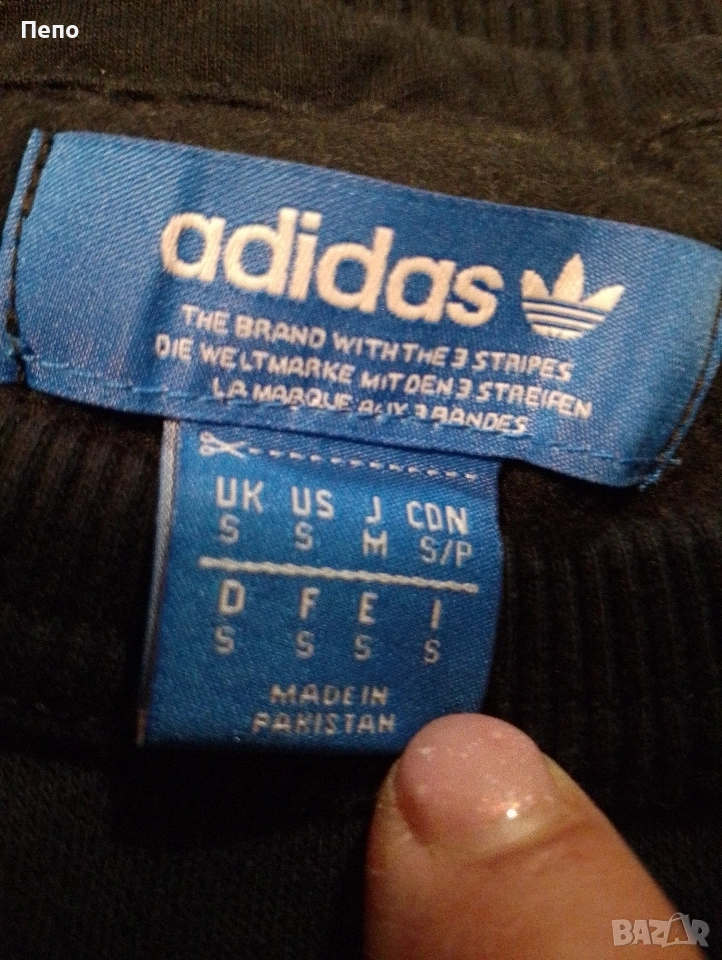 Пепо
adidas
THE BRAND WITH THE 3 STRIPES
DIE WELTMARKE MIT DEN 3 STREIFEN
LA MARQUE AUX 3 BANDES
UK US J CDN
S S M S/P
D F E I
S S S S
MADE IN
PAKISTAN
BAZAR